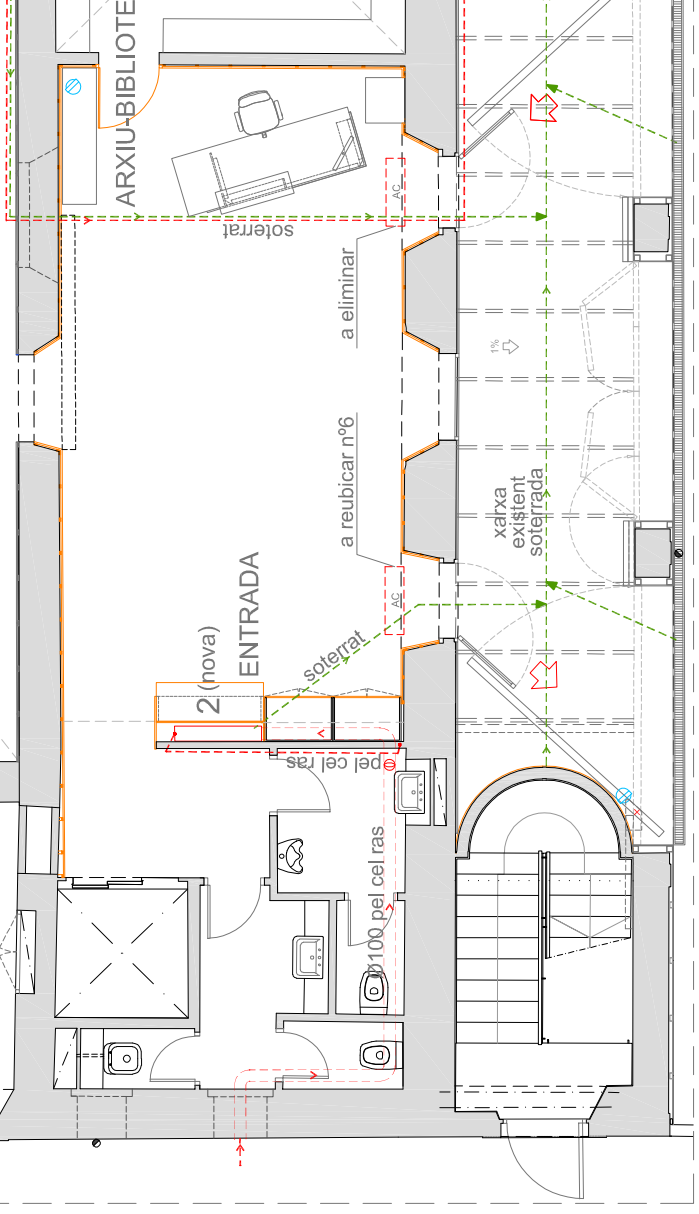 ARXIU-BIBLIOTE
AC
soterrat
a eliminar
1%
a reubicar nº6
xarxa
existent
soterrada
ENTRADA
2 (nova)
AC
soterrat
pel cel ras
Ø100 pel cel ras